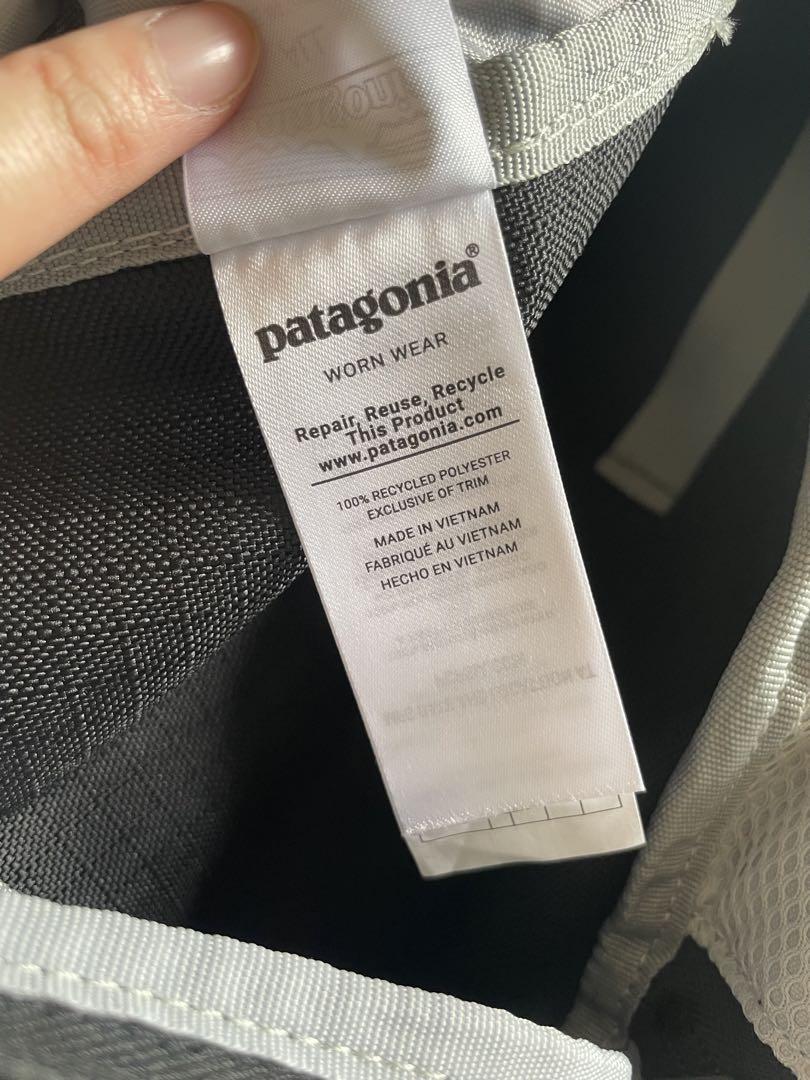 patagonia®
WORN WEAR
Repair, Reuse, Recycle
This Product
www.patagonia.com
100% RECYCLED POLYESTER
EXCLUSIVE OF TRIM
MADE IN VIETNAM
FABRIQUÉ AU VIETNAM
HECHO EN VIETNAM